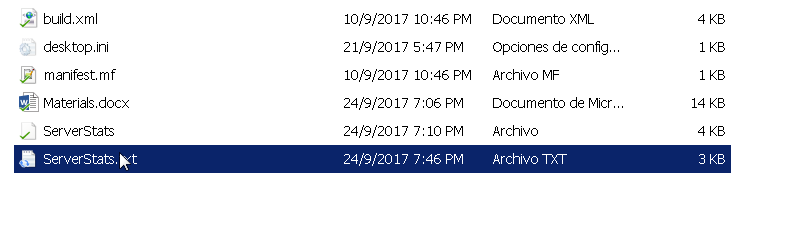 build.xml 10/9/2017 10:46 PM Documento XML 4 KB
desktop.ini 21/9/2017 5:47 PM Opciones de config... 1 KB
manifest.mf 10/9/2017 10:46 PM Archivo MF 1 KB
Materials.docx 24/9/2017 7:06 PM Documento de Micr... 14 KB
ServerStats 24/9/2017 7:10 PM Archivo 4 KB
ServerStats.txt 24/9/2017 7:46 PM Archivo TXT 3 KB